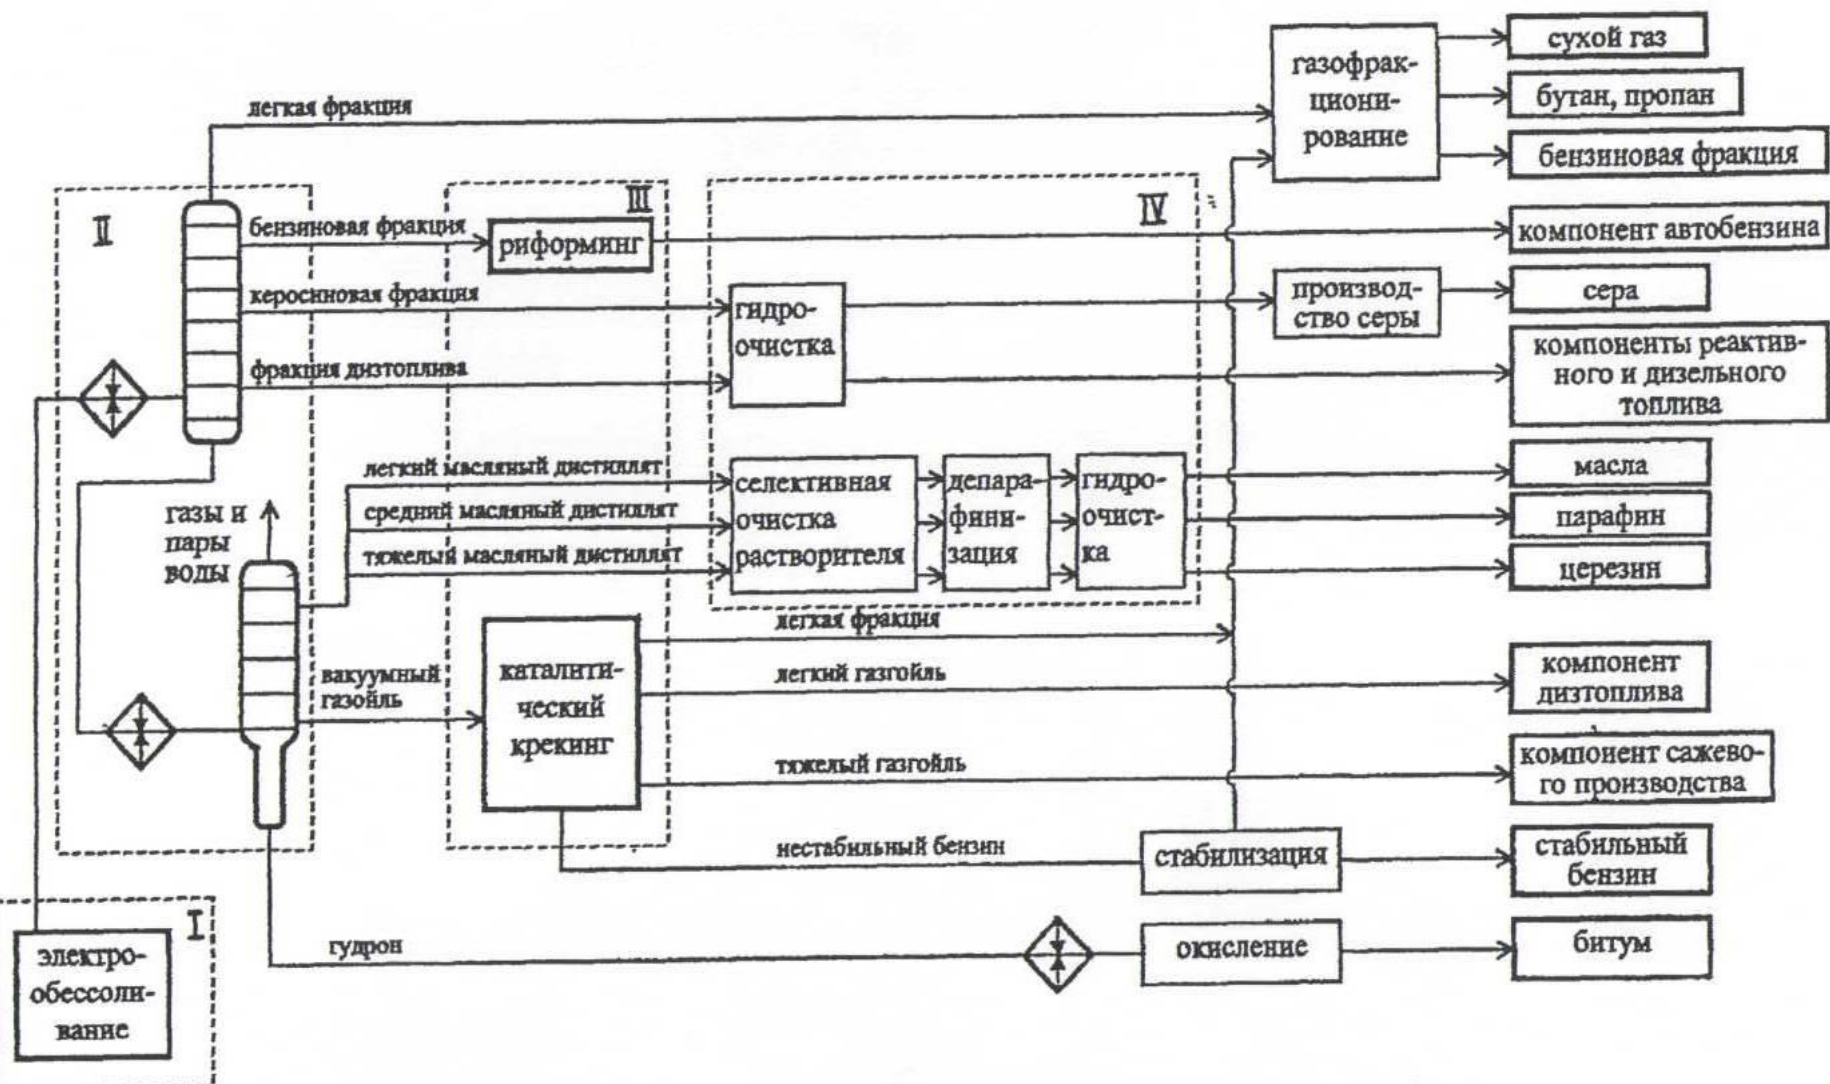 сухой газ
газофрак-
циони-
рование
бутан, пропан
легкая фракция
бензиновая фракция
II
III
IV
бензиновая фракция
риформинг
компонент автобензина
керосиновая фракция
гидро-
очистка
производ-
ство серы
сера
фракция дизтоплива
компоненты реактив-
ного и дизельного
топлива
легкий масляный дистиллят
средний масляный дистиллят
тяжелый масляный дистиллят
селективная
очистка
растворителя
депара-
фини-
зация
гидро-
очист-
ка
масла
парафин
церезин
газы и
пары
воды
легкая фракция
вакуумный
газойль
каталити-
ческий
крекинг
легкий газгойль
компонент
дизтоплива
тяжелый газгойль
компонент сажево-
го производства
нестабильный бензин
стабилизация
стабильный
бензин
I
электро-
обессоли-
вание
гудрон
окисление
битум